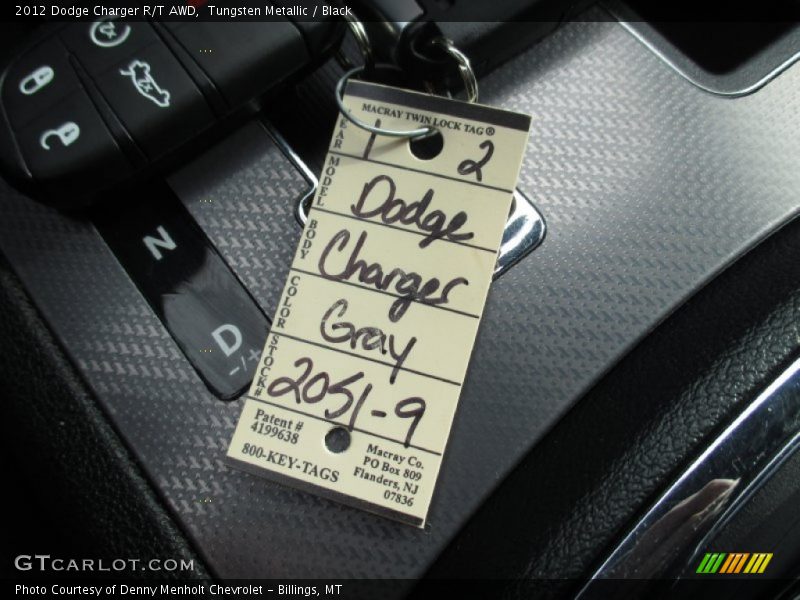 2012 Dodge Charger R/T AWD, Tungsten Metallic / Black
MACRAY TWIN LOCK TAG®
YEAR 1 2
MODEL Dodge
BODY Charger
COLOR Gray
STOCK# 2051-9
Patent #
4199638
800-KEY-TAGS
Macray Co.
PO Box 809
Flanders, NJ
07836
N
D
-/+
GTCARLOT.COM
Photo Courtesy of Denny Menholt Chevrolet - Billings, MT